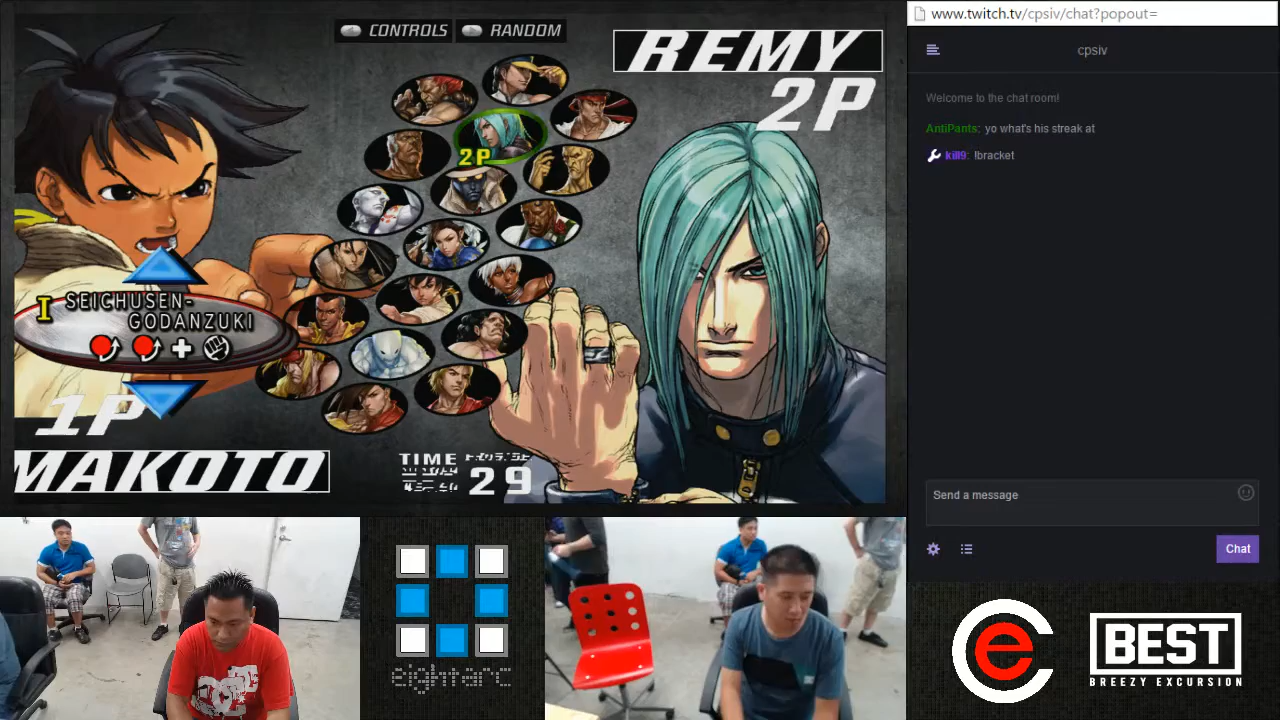 CONTROLS
RANDOM
REMY
2P
2P
I SEICHUSEN-
GODANZUKI
1P
MAKOTO
TIME
29
www.twitch.tv/cpsiv/chat?popout=
cpsiv
Welcome to the chat room!
AntiPants: yo what's his streak at
kill9: !bracket
Send a message
Chat
eightarc
BEST
BREEZY EXCURSION